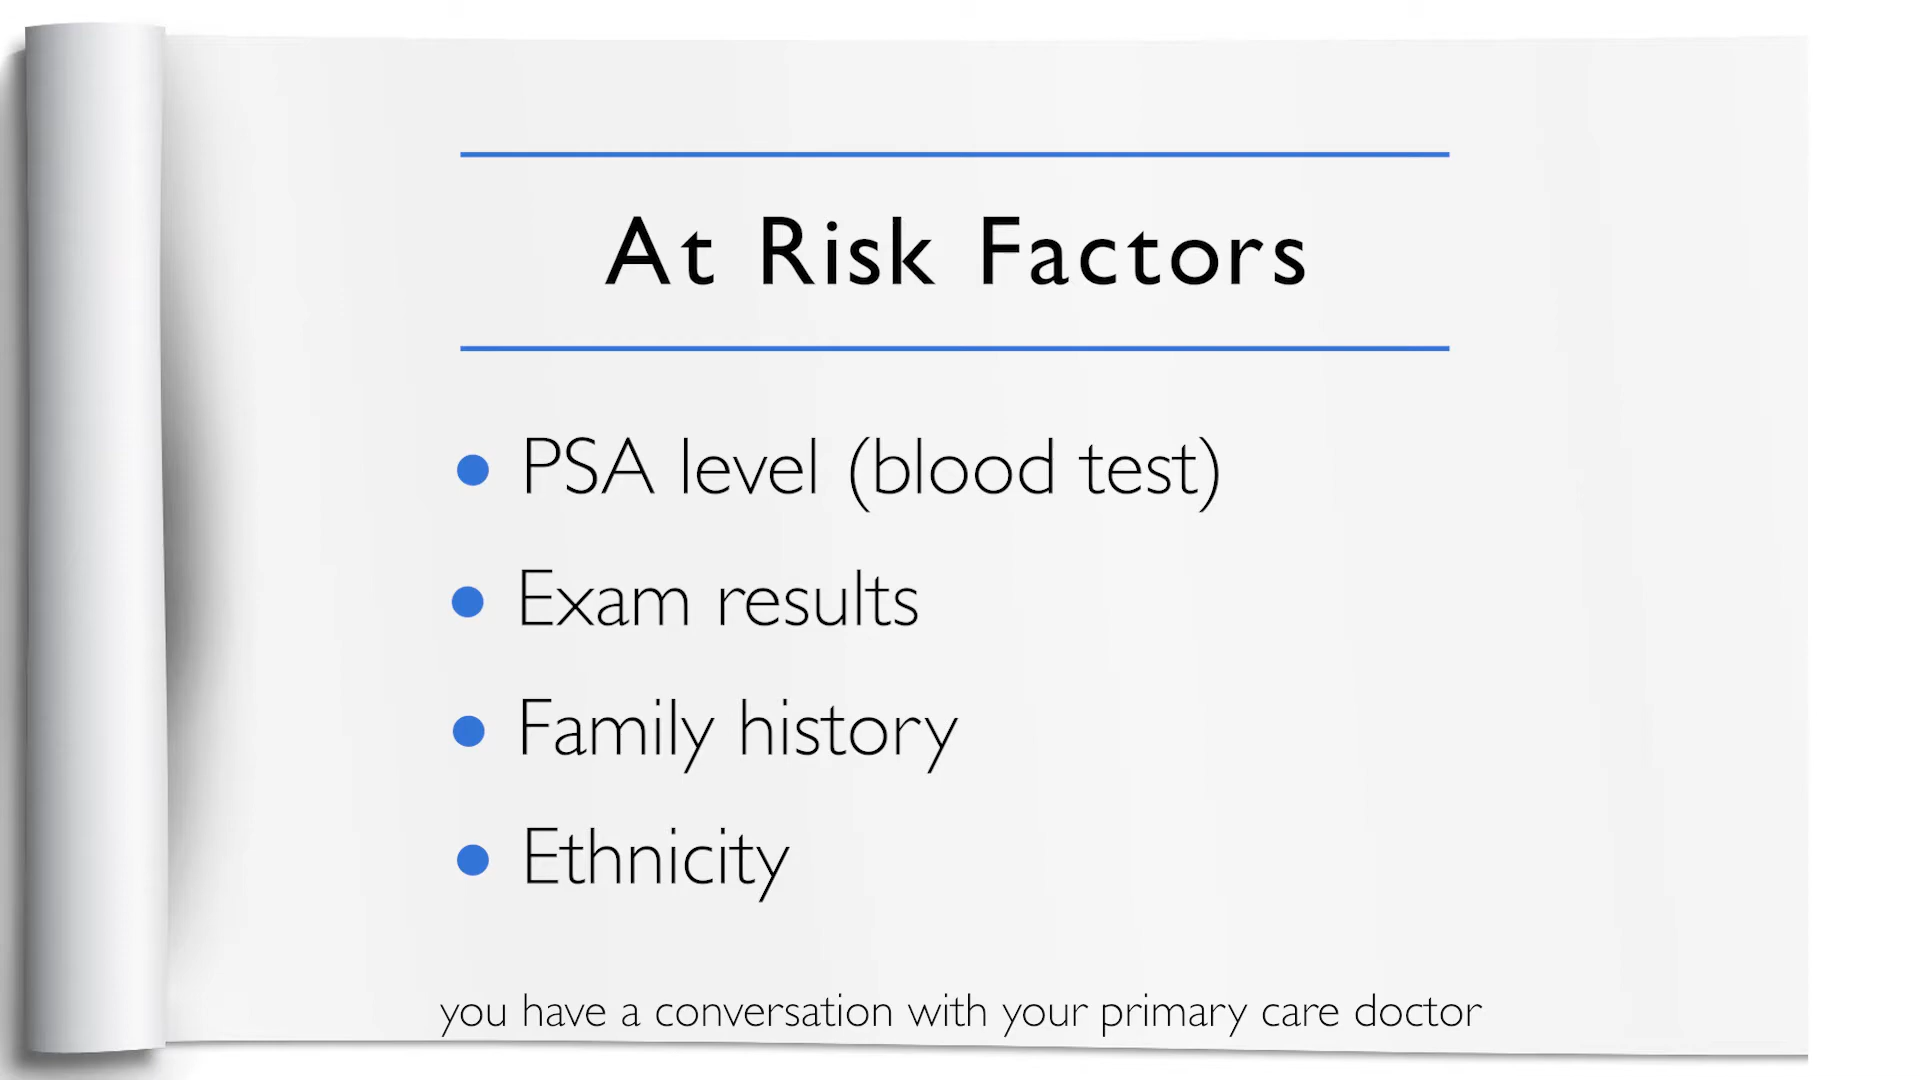 At Risk Factors
PSA level (blood test)
Exam results
Family history
Ethnicity
you have a conversation with your primary care doctor